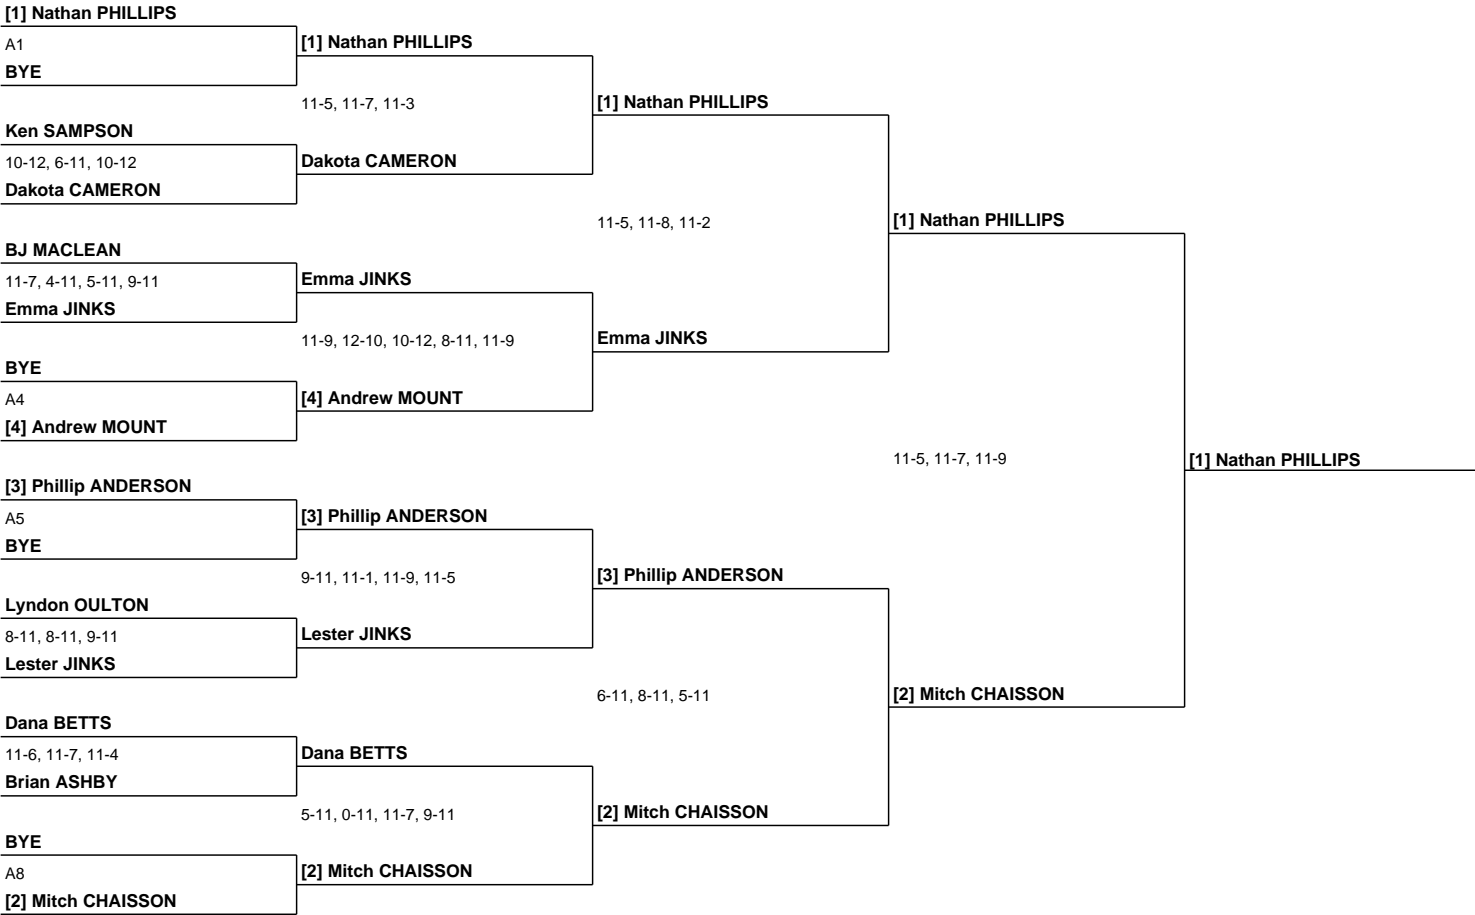 [1] Nathan PHILLIPS
A1
BYE
Ken SAMPSON
10-12, 6-11, 10-12
Dakota CAMERON
BJ MACLEAN
11-7, 4-11, 5-11, 9-11
Emma JINKS
BYE
A4
[4] Andrew MOUNT
[3] Phillip ANDERSON
A5
BYE
Lyndon OULTON
8-11, 8-11, 9-11
Lester JINKS
Dana BETTS
11-6, 11-7, 11-4
Brian ASHBY
BYE
A8
[2] Mitch CHAISSON
[1] Nathan PHILLIPS
11-5, 11-7, 11-3
Dakota CAMERON
Emma JINKS
11-9, 12-10, 10-12, 8-11, 11-9
[4] Andrew MOUNT
[3] Phillip ANDERSON
9-11, 11-1, 11-9, 11-5
Lester JINKS
Dana BETTS
5-11, 0-11, 11-7, 9-11
[2] Mitch CHAISSON
[1] Nathan PHILLIPS
11-5, 11-8, 11-2
Emma JINKS
[3] Phillip ANDERSON
6-11, 8-11, 5-11
[2] Mitch CHAISSON
[1] Nathan PHILLIPS
11-5, 11-7, 11-9
[2] Mitch CHAISSON
[1] Nathan PHILLIPS